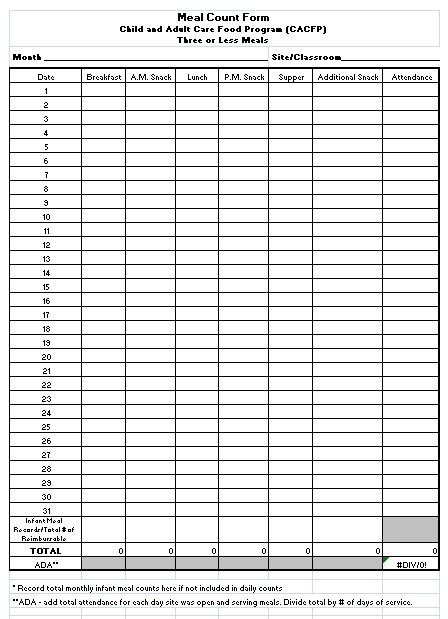 Meal Count Form
Child and Adult Care Food Program (CACFP)
Three or Less Meals
Month Site/Classroom
Date Breakfast A.M. Snack Lunch P.M. Snack Supper Additional Snack Attendance
1
2
3
4
5
6
7
8
9
10
11
12
13
14
15
16
17
18
19
20
21
22
23
24
25
26
27
28
29
30
31
Infant Meal
Records/Total # of
Reimbursable
TOTAL 0 0 0 0 0 0 0
ADA** #DIV/0!
* Record total monthly infant meal counts here if not included in daily counts
**ADA - add total attendance for each day site was open and serving meals. Divide total by # of days of service.